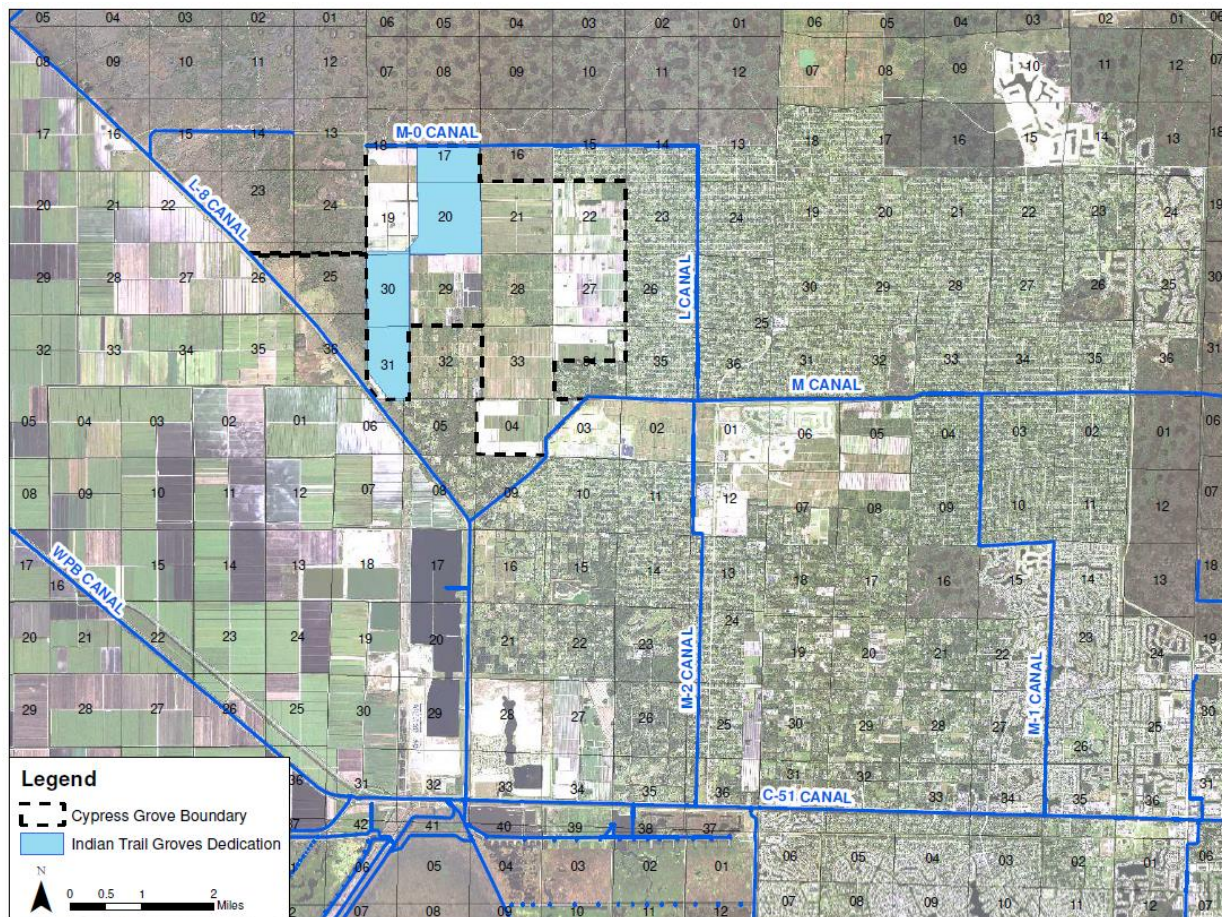 05 04 03 02 01 06 05 04 03 02 01 06 05 04 03 02 01 06
08 09 10 11 12 07 08 09 10 11 12 07 08 09 10 11 12 07
M-0 CANAL
17 16 15 14 13 18 17 16 15 14 13 18 17 16 15 14 13 18
20 21 22 23 24 19 20 21 22 23 24 19 20 21 22 23 24 19
L-8 CANAL
L CANAL
29 28 27 26 25 30 29 28 27 26 25 30 29 28 27 26 25 30
32 33 34 35 36 31 32 33 34 35 36 31 32 33 34 35 36 31
M CANAL
05 04 03 02 01 06 05 04 03 02 01 06 05 04 03 02 01 06
08 09 10 11 12 07 08 09 10 11 12 07 08 09 10 11 12 07
WPB CANAL
17 16 15 14 13 18 17 16 15 14 13 18 17 16 15 14 13 18
20 21 22 23 24 19 20 21 22 23 24 19 20 21 22 23 24 19
M-2 CANAL
M-1 CANAL
29 28 27 26 25 30 29 28 27 26 25 30 29 28 27 26 25 30
36 31 32 33 34 35 36 31 32 33 34 35 36 31
C-51 CANAL
42 41 40 39 38 37
06 05 04 03 02 01 06 05 04 03 02 01 06
07 08 09 10 11 12 07 08 09 10 11 12 07
Legend
Cypress Grove Boundary
Indian Trail Groves Dedication
N
0 0.5 1 2
Miles